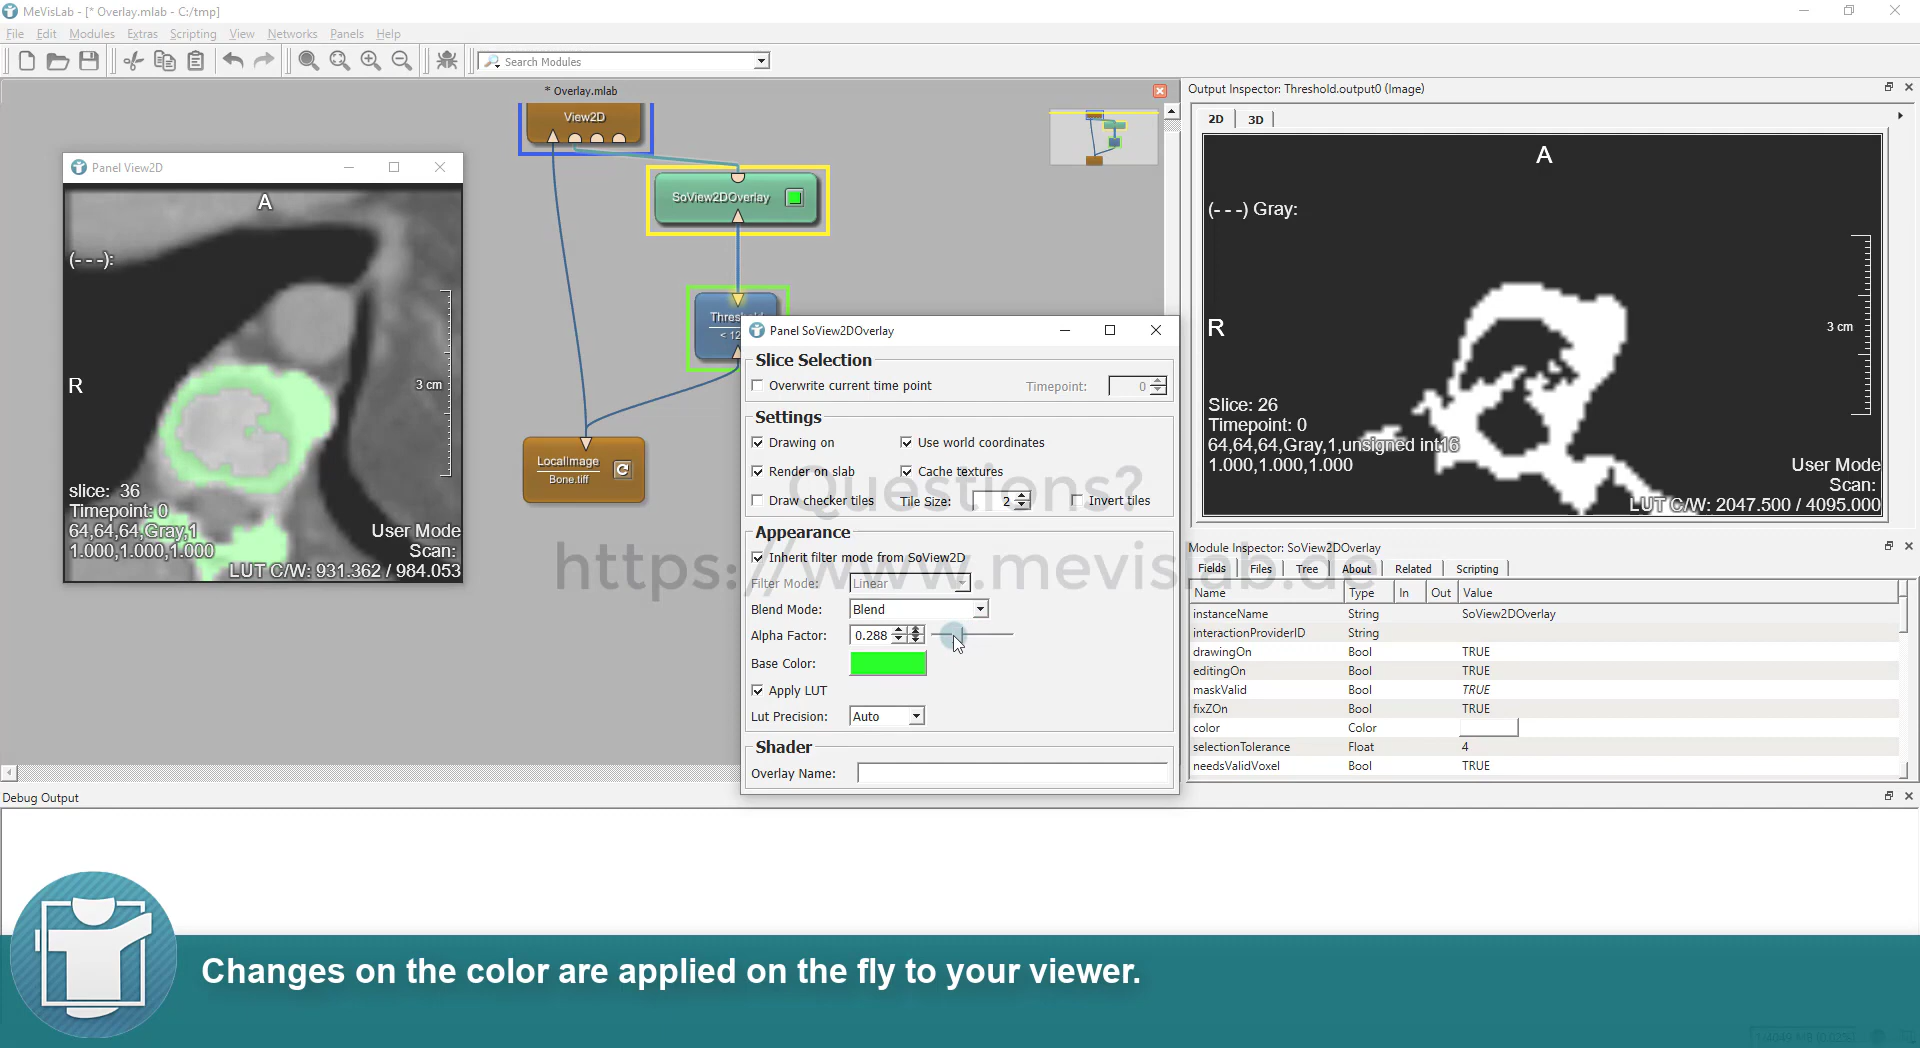 MeVisLab - [* Overlay.mlab - C:/tmp]
File Edit Modules Extras Scripting View Networks Panels Help
Search Modules
* Overlay.mlab
View2D
SoView2DOverlay
LocalImage
Bone.tiff
Panel View2D
A
(- - -):
R
3 cm
slice: 36
Timepoint: 0
64,64,64,Gray,1
1.000,1.000,1.000
User Mode
Scan:
LUT C/W: 931.362 / 984.053
Panel SoView2DOverlay
Slice Selection
Overwrite current time point Timepoint: 0
Settings
Drawing on Use world coordinates
Render on slab Cache textures
Draw checker tiles Tile Size: 2 Invert tiles
Appearance
Inherit filter mode from SoView2D
Filter Mode: Linear
Blend Mode: Blend
Alpha Factor: 0.288
Base Color:
Apply LUT
Lut Precision: Auto
Shader
Overlay Name:
Questions?
https://www.mevislab.de
Output Inspector: Threshold.output0 (Image)
2D 3D
A
(- - -) Gray:
R
3 cm
Slice: 26
Timepoint: 0
64,64,64,Gray,1,unsigned int16
1.000,1.000,1.000
User Mode
Scan:
LUT C/W: 2047.500 / 4095.000
Module Inspector: SoView2DOverlay
Fields Files Tree About Related Scripting
Name Type In Out Value
instanceName String SoView2DOverlay
interactionProviderID String
drawingOn Bool TRUE
editingOn Bool TRUE
maskValid Bool TRUE
fixZOn Bool TRUE
color Color
selectionTolerance Float 4
needsValidVoxel Bool TRUE
Debug Output
Changes on the color are applied on the fly to your viewer.